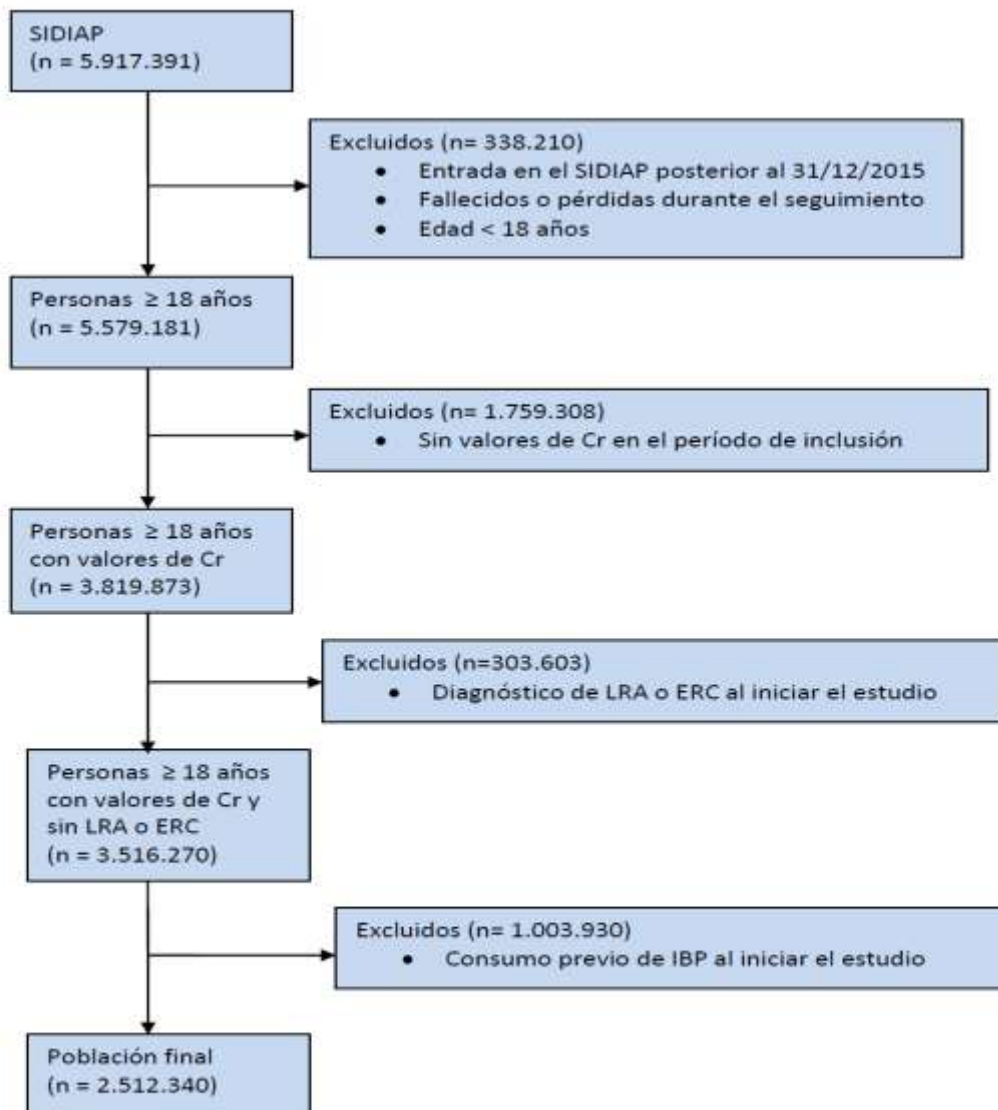 SIDIAP
(n = 5.917.391)
Excluidos (n= 338.210)
• Entrada en el SIDIAP posterior al 31/12/2015
• Fallecidos o pérdidas durante el seguimiento
• Edad < 18 años
Personas ≥ 18 años
(n = 5.579.181)
Excluidos (n= 1.759.308)
• Sin valores de Cr en el período de inclusión
Personas ≥ 18 años
con valores de Cr
(n = 3.819.873)
Excluidos (n=303.603)
• Diagnóstico de LRA o ERC al iniciar el estudio
Personas ≥ 18 años
con valores de Cr y
sin LRA o ERC
(n = 3.516.270)
Excluidos (n= 1.003.930)
• Consumo previo de IBP al iniciar el estudio
Población final
(n = 2.512.340)